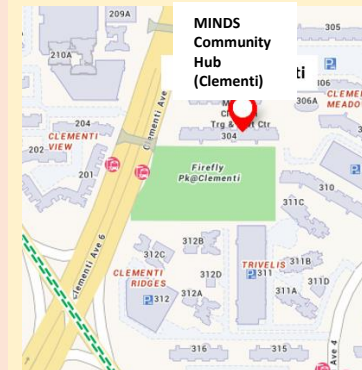 MINDS
Community
Hub
(Clementi)
209A
305
210A
ti
306
306A
CLEMEN
MEADO
Clementi Ave
204
CLEMENTI
VIEW
202
201
Trg &
Ctr
304
Firefly
Pk@Clementi
310
311C
312C
312B
CLEMENTI
RIDGES
312D
312
312A
TRIVELIS
311
311B
311A
311D
Clementi Ave 6
316
315
Ave 4